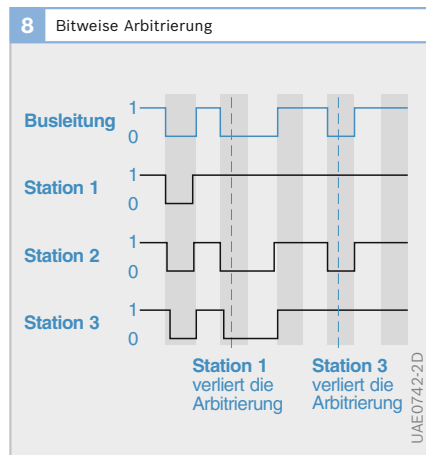 8 Bitweise Arbitrierung
Busleitung 1
0
Station 1 1
0
Station 2 1
0
Station 3 1
0
Station 1
verliert die
Arbitrierung
Station 3
verliert die
Arbitrierung
UAE0742-2D